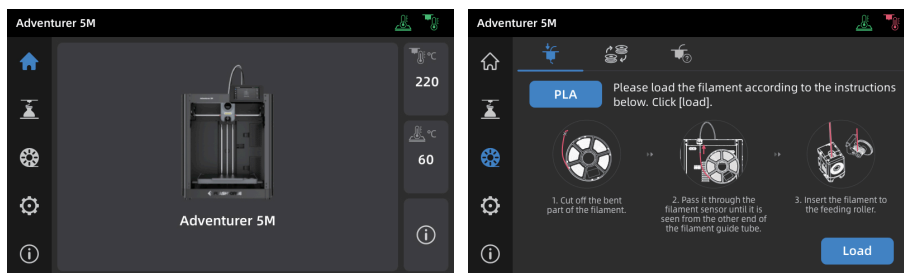 Adventurer 5M
°C
220
°C
60
Adventurer 5M
Adventurer 5M
PLA
Please load the filament according to the instructions
below. Click [load].
1. Cut off the bent
part of the filament.
2. Pass it through the
filament sensor until it is
seen from the other end of
the filament guide tube.
3. Insert the filament to
the feeding roller.
Load